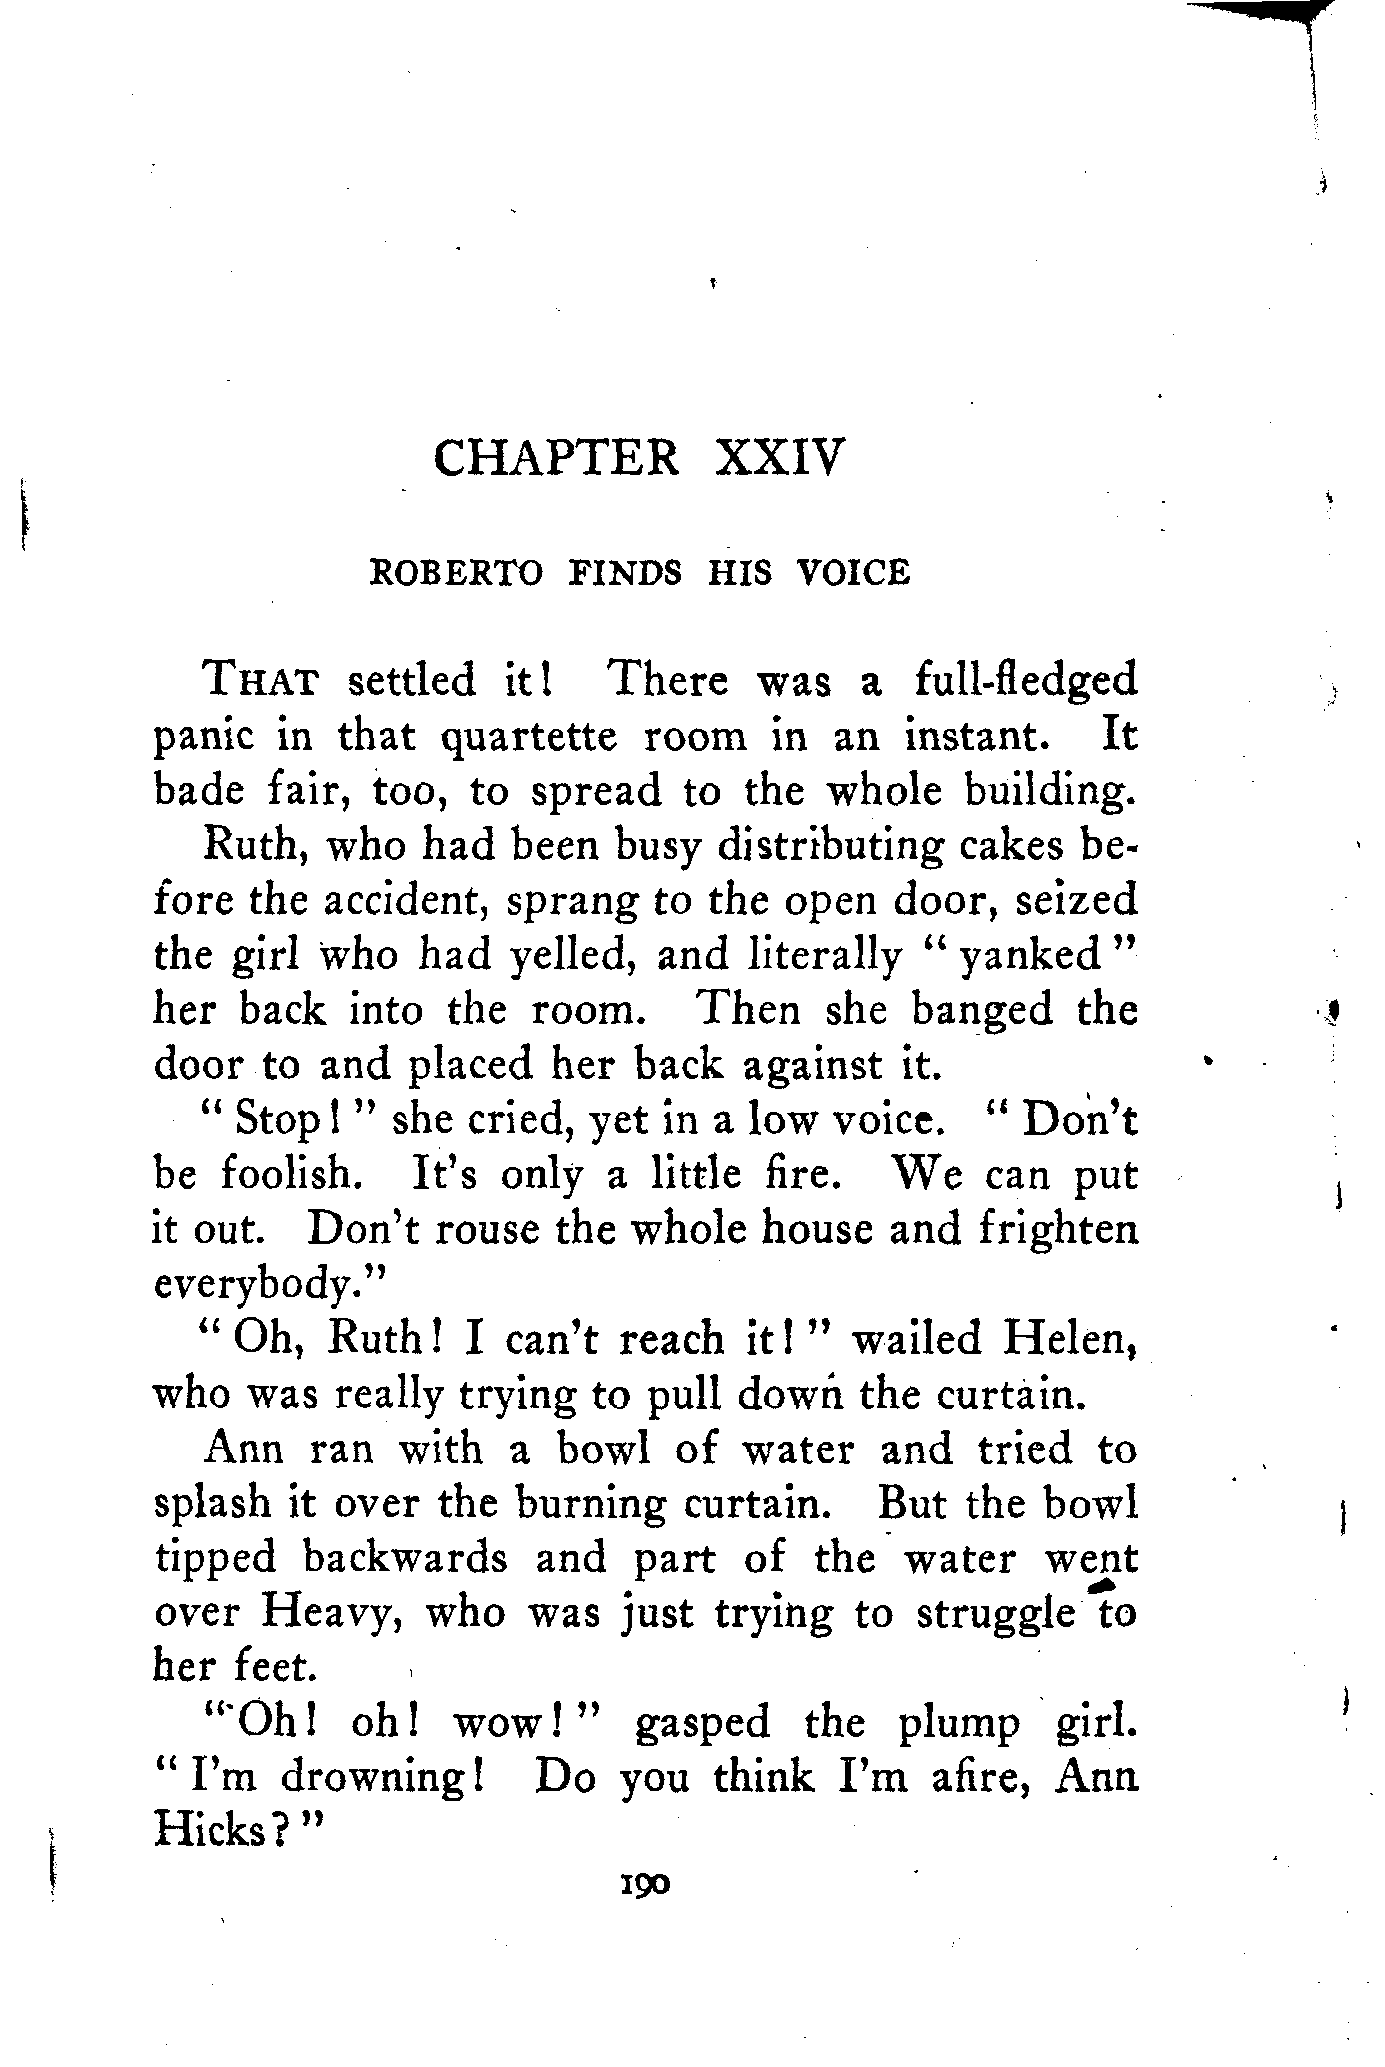 CHAPTER XXIV
ROBERTO FINDS HIS VOICE
THAT settled it! There was a full-fledged
panic in that quartette room in an instant. It
bade fair, too, to spread to the whole building.
Ruth, who had been busy distributing cakes be-
fore the accident, sprang to the open door, seized
the girl who had yelled, and literally "yanked"
her back into the room. Then she banged the
door to and placed her back against it.
"Stop!" she cried, yet in a low voice. "Don't
be foolish. It's only a little fire. We can put
it out. Don't rouse the whole house and frighten
everybody."
"Oh, Ruth! I can't reach it!" wailed Helen,
who was really trying to pull down the curtain.
Ann ran with a bowl of water and tried to
splash it over the burning curtain. But the bowl
tipped backwards and part of the water went
over Heavy, who was just trying to struggle to
her feet.
"Oh! oh! wow!" gasped the plump girl.
"I'm drowning! Do you think I'm afire, Ann
Hicks?"
190